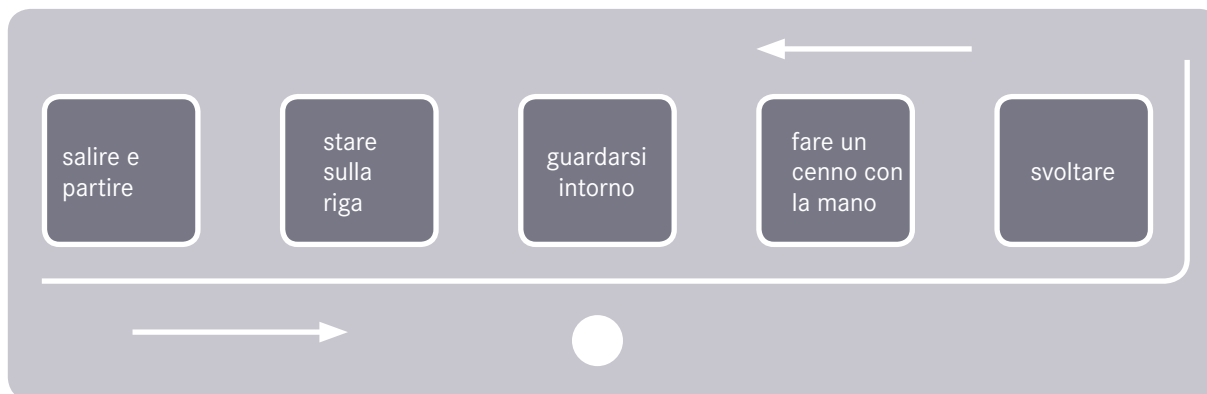 salire e
partire
stare
sulla
riga
guardarsi
intorno
fare un
cenno con
la mano
svoltare